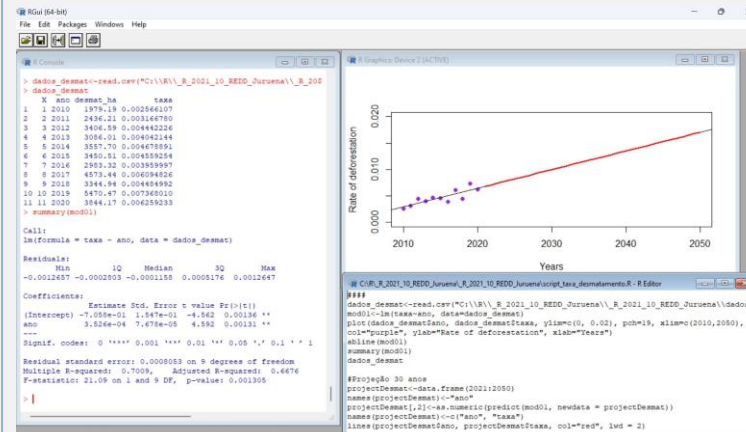 RGui (64-bit)
File Edit Packages Windows Help
R Console
> dados_desmat<-read.csv("C:\\R\\_R_2021_10_REDD_Juruena\\_R_202
> dados_desmat
X ano desmat_ha taxa
1 1 2010 1979.19 0.002566107
2 2 2011 2436.21 0.003166780
3 3 2012 3406.59 0.004442226
4 4 2013 3086.01 0.004042144
5 5 2014 3557.70 0.004678891
6 6 2015 3450.51 0.004559254
7 7 2016 2983.32 0.003959997
8 8 2017 4573.44 0.006094826
9 9 2018 3344.94 0.004484992
10 10 2019 5470.47 0.007368010
11 11 2020 3844.17 0.006259233
> summary(mod01)
Call:
lm(formula = taxa ~ ano, data = dados_desmat)
Residuals:
Min 1Q Median 3Q Max
-0.0012657 -0.0002803 -0.0001158 0.0005176 0.0012647
Coefficients:
Estimate Std. Error t value Pr(>|t|)
(Intercept) -7.058e-01 1.547e-01 -4.562 0.00136 **
ano 3.526e-04 7.678e-05 4.592 0.00131 **
---
Signif. codes: 0 '***' 0.001 '**' 0.01 '*' 0.05 '.' 0.1 ' ' 1
Residual standard error: 0.0008053 on 9 degrees of freedom
Multiple R-squared: 0.7009, Adjusted R-squared: 0.6676
F-statistic: 21.09 on 1 and 9 DF, p-value: 0.001305
>
R Graphics: Device 2 (ACTIVE)
Rate of deforestation
0.020
0.010
0.000
2010 2020 2030 2040 2050
Years
C:\R\_R_2021_10_REDD_Juruena\_R_2021_10_REDD_Juruena\script_taxa_desmatamento.R - R Editor
####
dados_desmat<-read.csv("C:\\R\\_R_2021_10_REDD_Juruena\\_R_2021_10_REDD_Juruena\\dados
mod01<-lm(taxa~ano, data=dados_desmat)
plot(dados_desmat$ano, dados_desmat$taxa, ylim=c(0, 0.02), pch=19, xlim=c(2010,2050),
col="purple", ylab="Rate of deforestation", xlab="Years")
abline(mod01)
summary(mod01)
dados_desmat
#Projeção 30 anos
projectDesmat<-data.frame(2021:2050)
names(projectDesmat)<-"ano"
projectDesmat[,2]<-as.numeric(predict(mod01, newdata = projectDesmat))
names(projectDesmat)<-c("ano", "taxa")
lines(projectDesmat$ano, projectDesmat$taxa, col="red", lwd = 2)